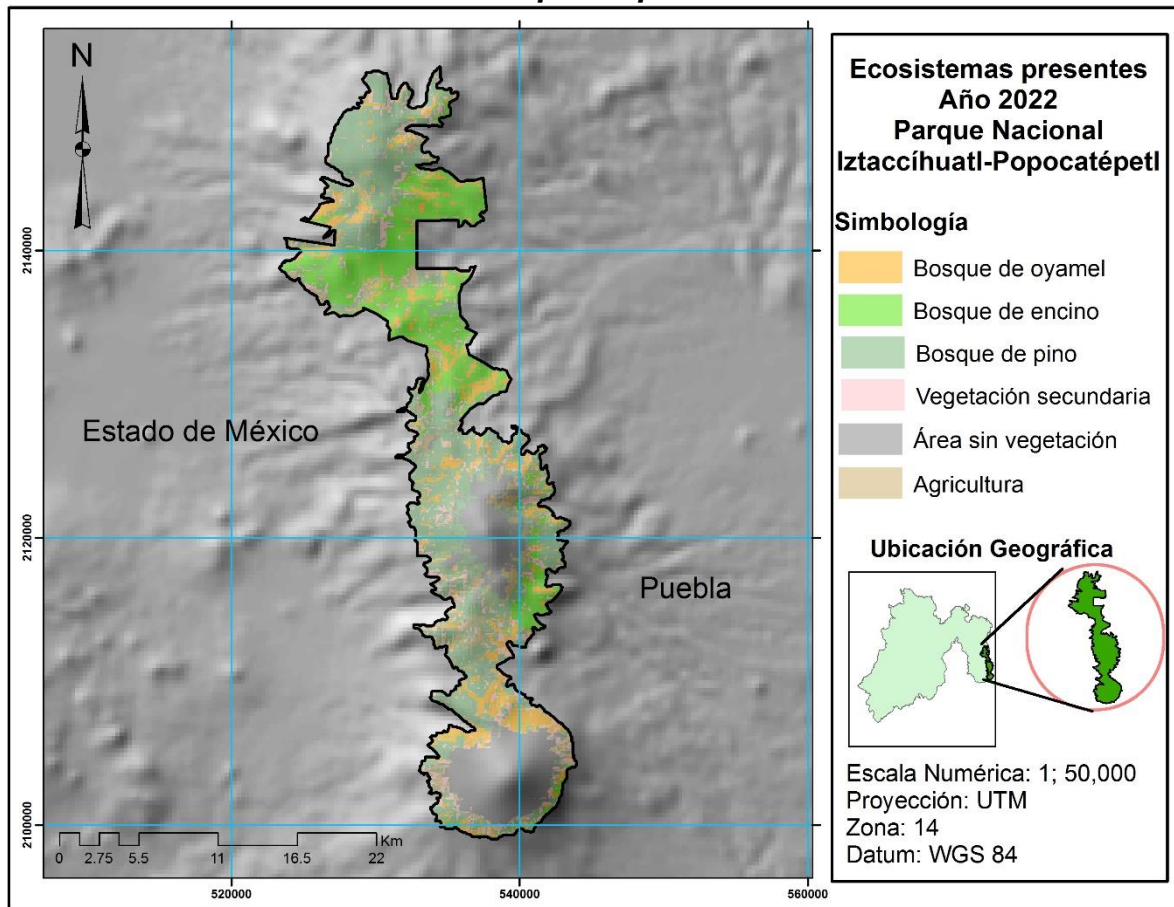 N
Estado de México
Puebla
2140000
2120000
2100000
0 2.75 5.5 11 16.5 22 Km
520000 540000 560000
Ecosistemas presentes
Año 2022
Parque Nacional
Iztaccíhuatl-Popocatépetl
Simbología
Bosque de oyamel
Bosque de encino
Bosque de pino
Vegetación secundaria
Área sin vegetación
Agricultura
Ubicación Geográfica
Escala Numérica: 1; 50,000
Proyección: UTM
Zona: 14
Datum: WGS 84